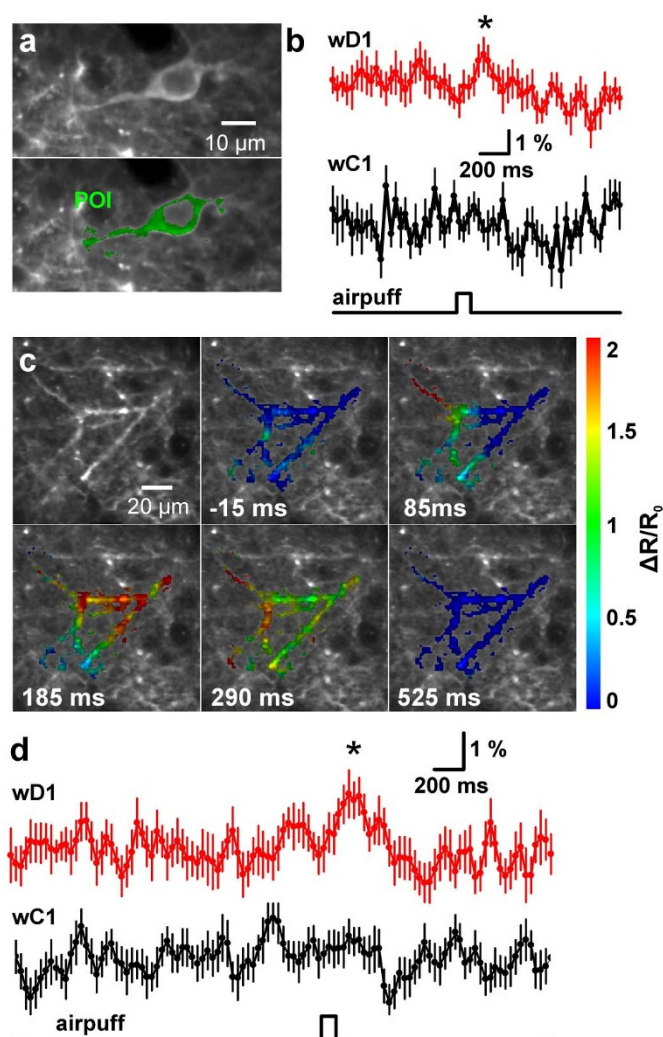 a
10 µm
POI
b
wD1
*
1 %
200 ms
wC1
airpuff
c
20 µm
-15 ms
85ms
185 ms
290 ms
525 ms
2
1.5
1
0.5
0
ΔR/R0
d
wD1
*
1 %
200 ms
wC1
airpuff